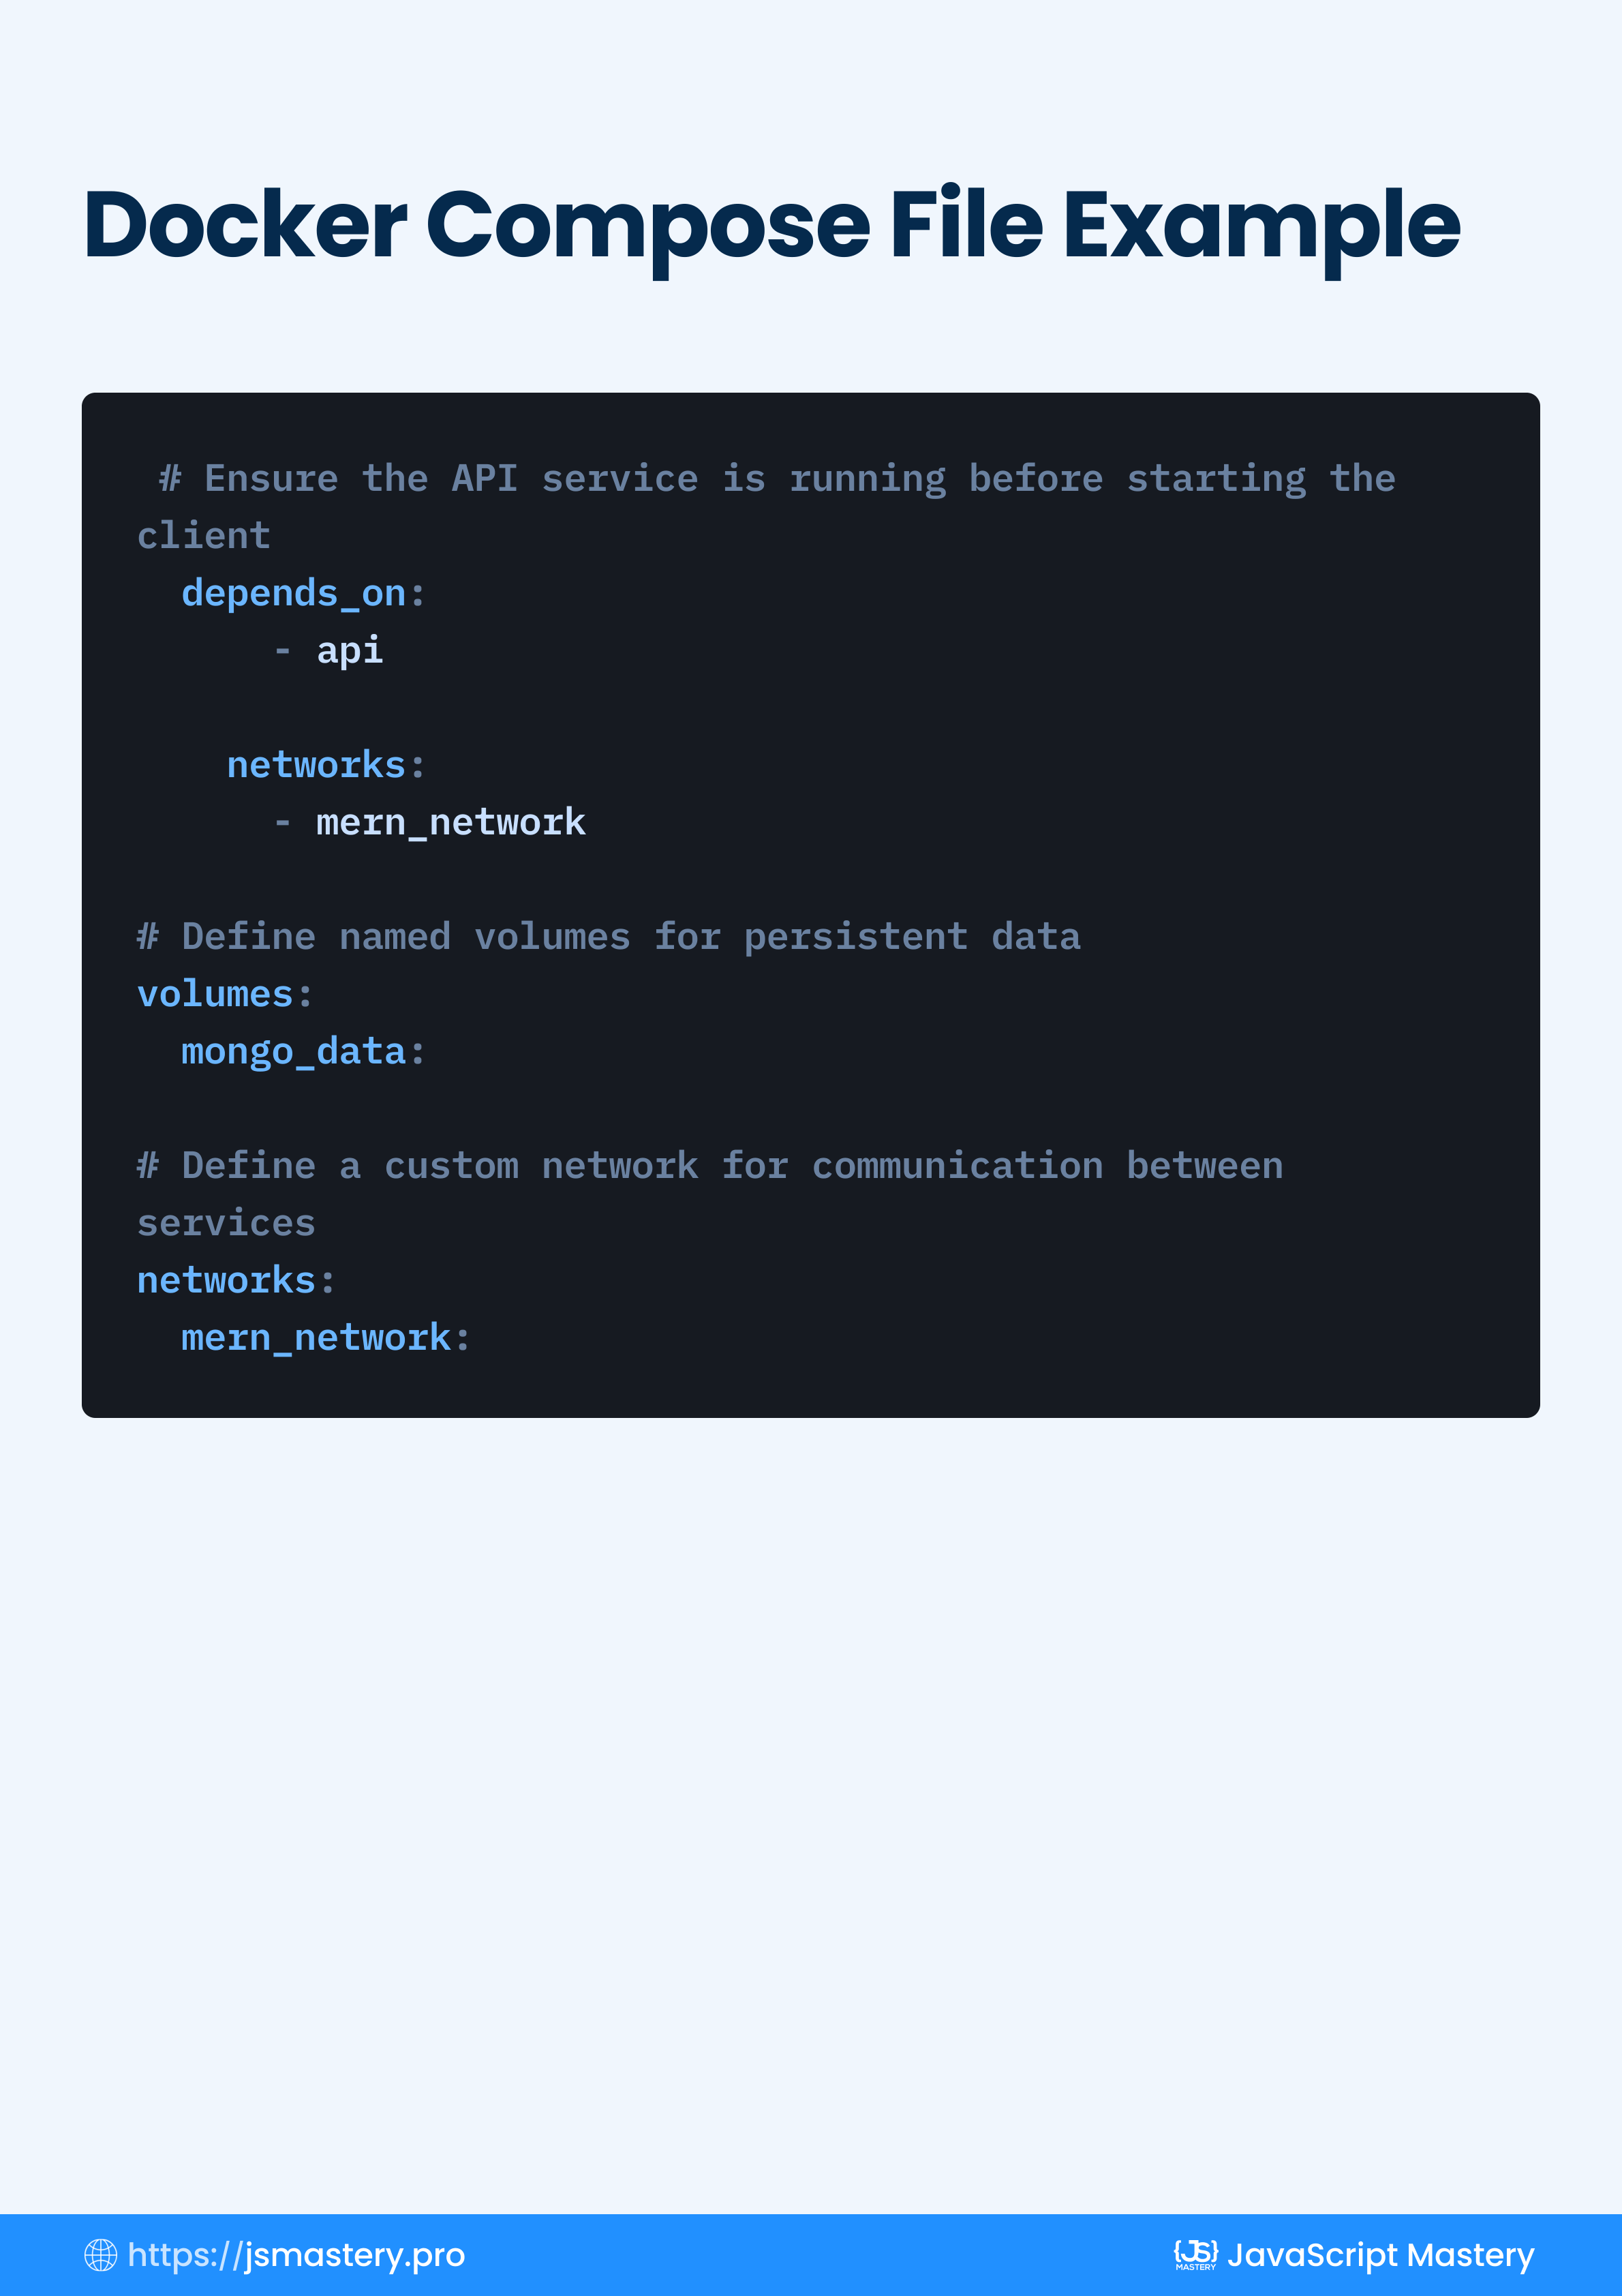 Docker Compose File Example
 # Ensure the API service is running before starting the
client
  depends_on:
      - api
    networks:
      - mern_network
# Define named volumes for persistent data
volumes:
  mongo_data:
# Define a custom network for communication between
services
networks:
  mern_network:
https://jsmastery.pro
{JS} MASTERY JavaScript Mastery